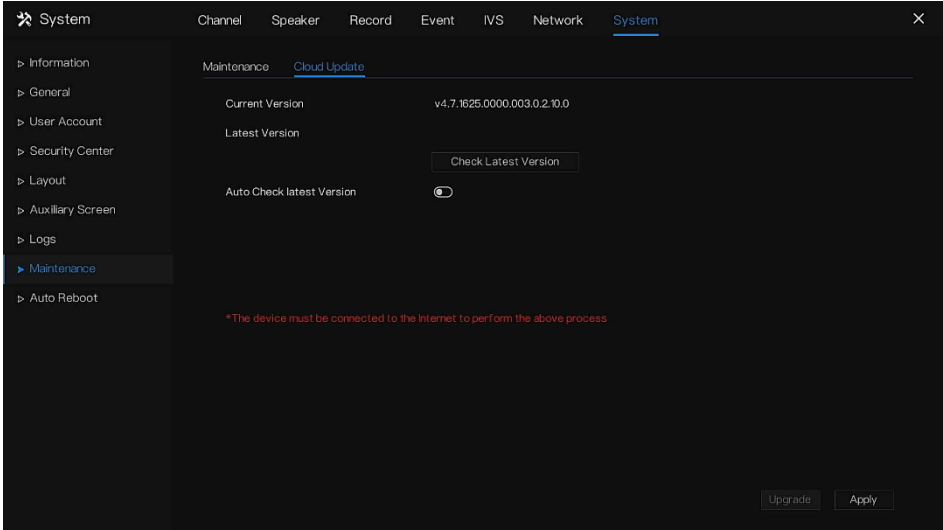 System
Channel Speaker Record Event IVS Network System
Information
General
User Account
Security Center
Layout
Auxiliary Screen
Logs
Maintenance
Auto Reboot
Maintenance Cloud Update
Current Version v4.7.1625.0000.003.0.2.10.0
Latest Version
Check Latest Version
Auto Check latest Version
*The device must be connected to the Internet to perform the above process
Upgrade Apply